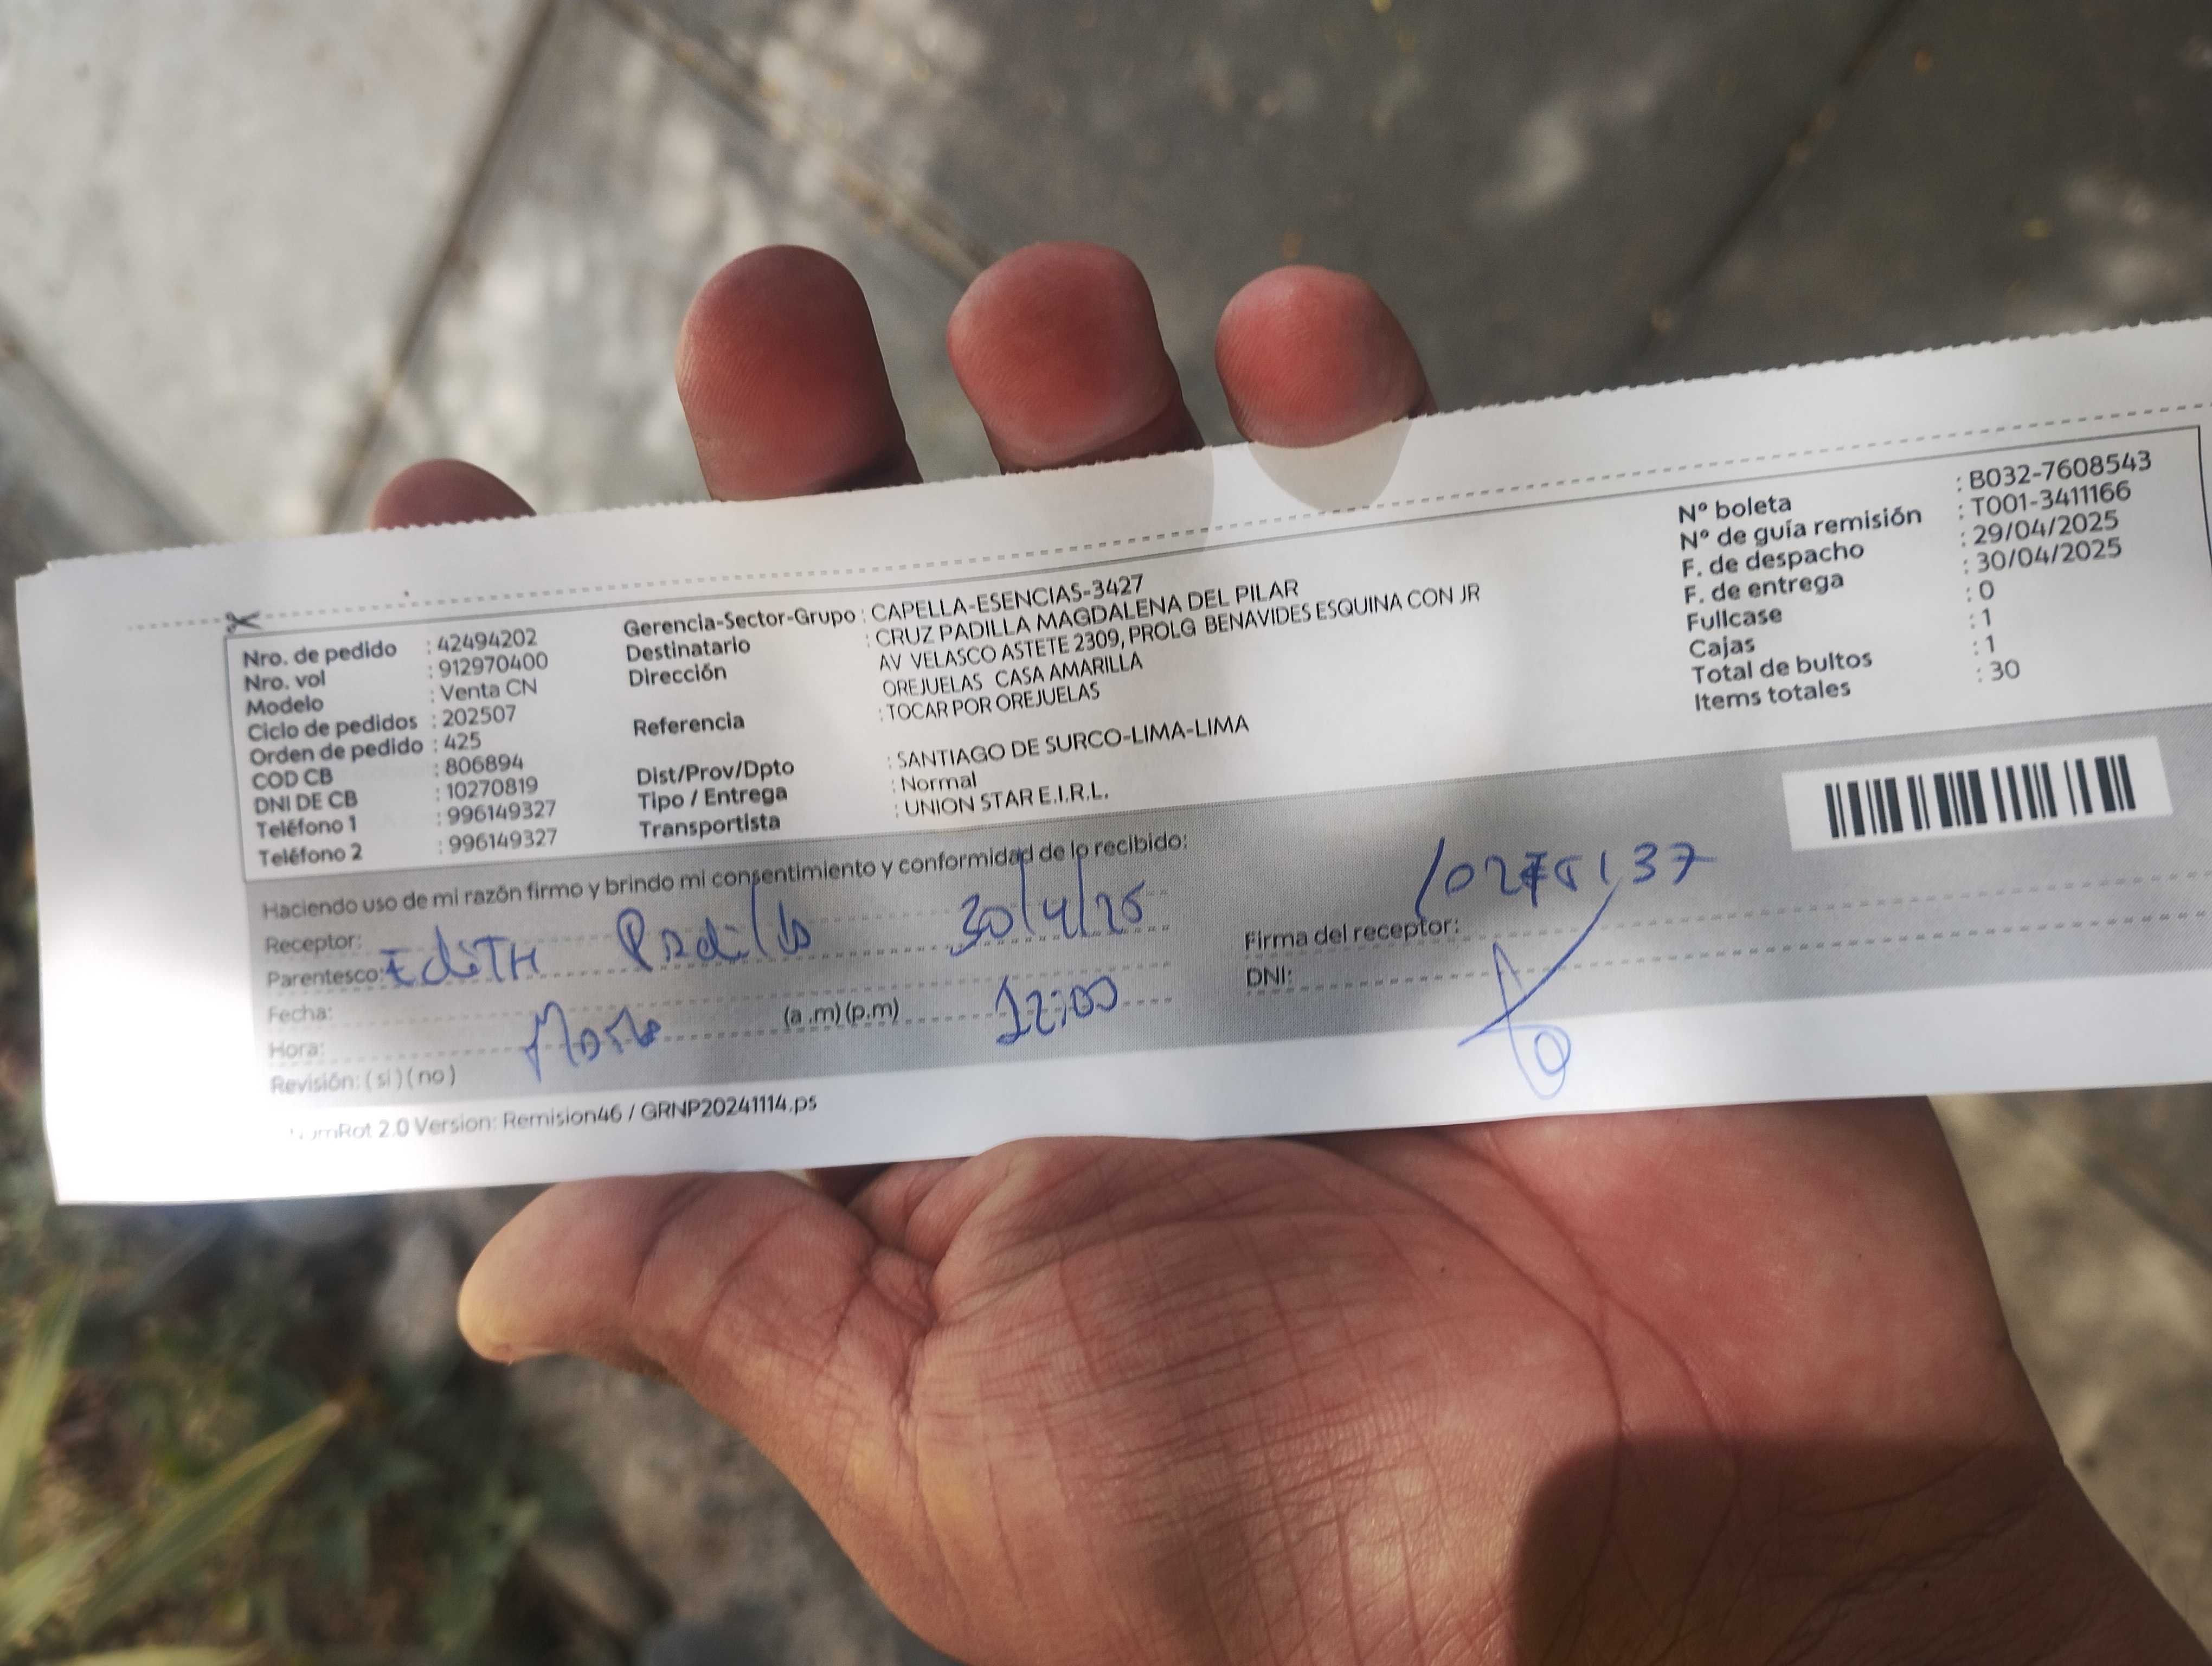 Nro. de pedido : 42494202
Nro. vol : 912970400
Modelo : Venta CN
Ciclo de pedidos : 202507
Orden de pedido : 425
COD CB : 806894
DNI DE CB : 10270819
Teléfono 1 : 996149327
Teléfono 2 : 996149327
Gerencia-Sector-Grupo : CAPELLA-ESENCIAS-3427
Destinatario : CRUZ PADILLA MAGDALENA DEL PILAR
Dirección AV VELASCO ASTETE 2309, PROLG BENAVIDES ESQUINA CON JR
OREJUELAS CASA AMARILLA
Referencia : TOCAR POR OREJUELAS
Dist/Prov/Dpto : SANTIAGO DE SURCO-LIMA-LIMA
Tipo / Entrega : Normal
Transportista : UNION STAR E.I.R.L.
Nº boleta : B032-7608543
Nº de guía remisión : T001-3411166
F. de despacho : 29/04/2025
F. de entrega : 30/04/2025
Fullcase : 0
Cajas : 1
Total de bultos : 1
Items totales : 30
Haciendo uso de mi razón firmo y brindo mi consentimiento y conformidad de lo recibido:
Receptor:
Parentesco: EdiTH Padilla 30/4/25
Fecha:
Hora: (a .m) (p.m) 12:00
Revisión: ( si ) ( no )
Firma del receptor:
DNI:
2.0 Version: Remision46 / GRNP20241114.ps